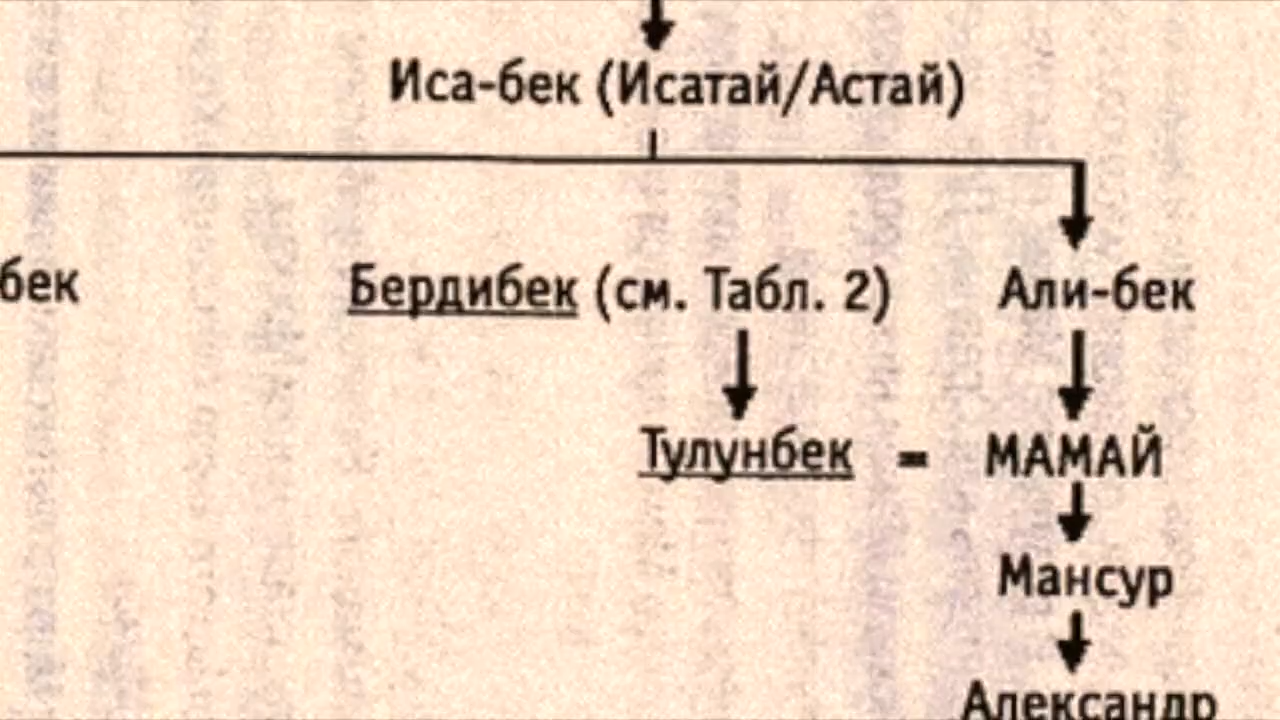 Иса-бек (Исатай/Астай)
бек Бердибек (см. Табл. 2) Али-бек
Тулунбек = МАМАЙ
Мансур
Александр